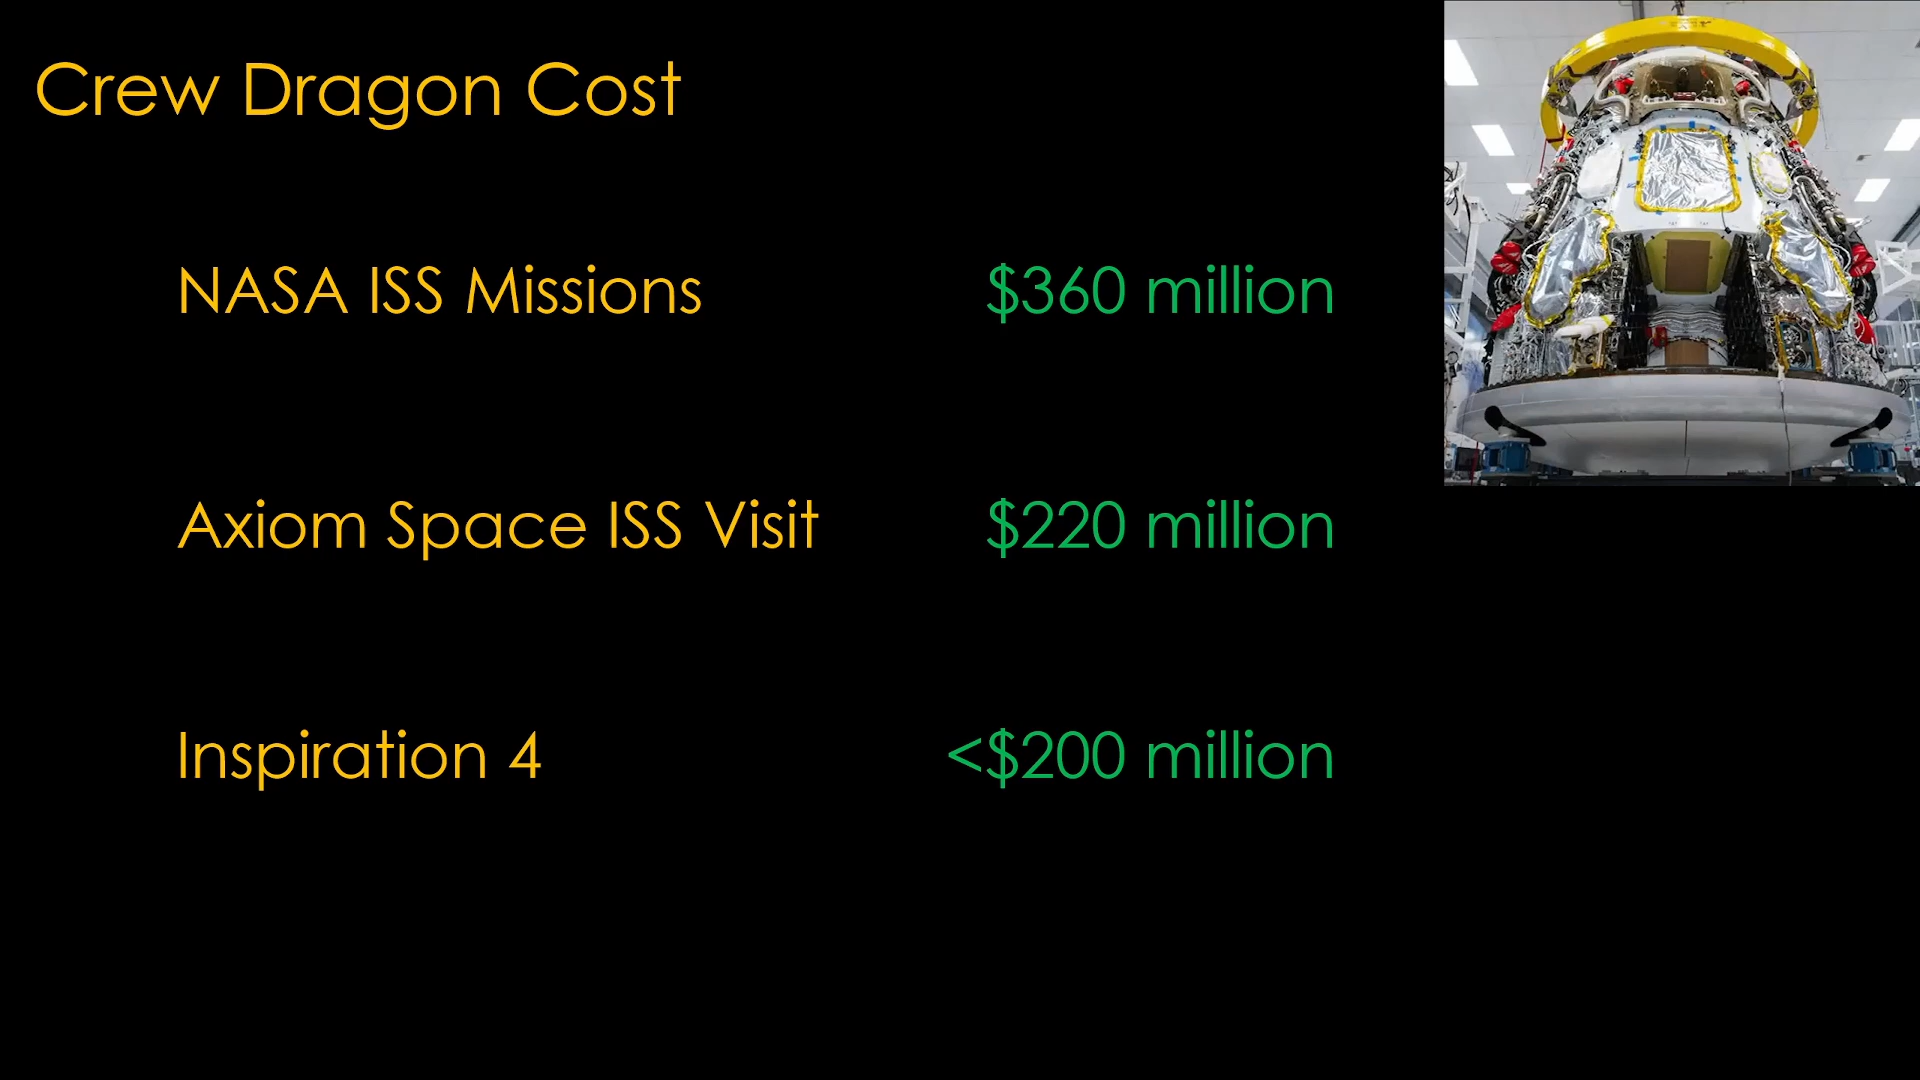 Crew Dragon Cost
NASA ISS Missions $360 million
Axiom Space ISS Visit $220 million
Inspiration 4 <$200 million